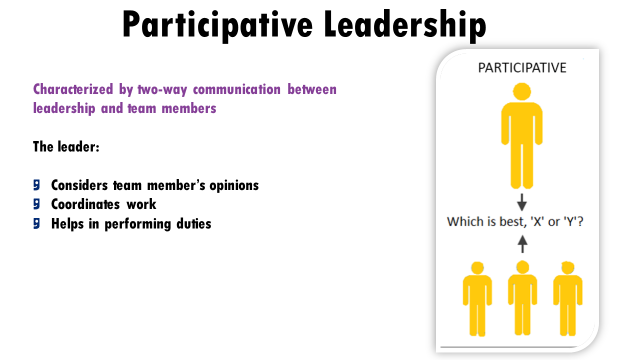 Participative Leadership
Characterized by two-way communication between
leadership and team members
The leader:
Considers team member's opinions
Coordinates work
Helps in performing duties
PARTICIPATIVE
Which is best, 'X' or 'Y'?